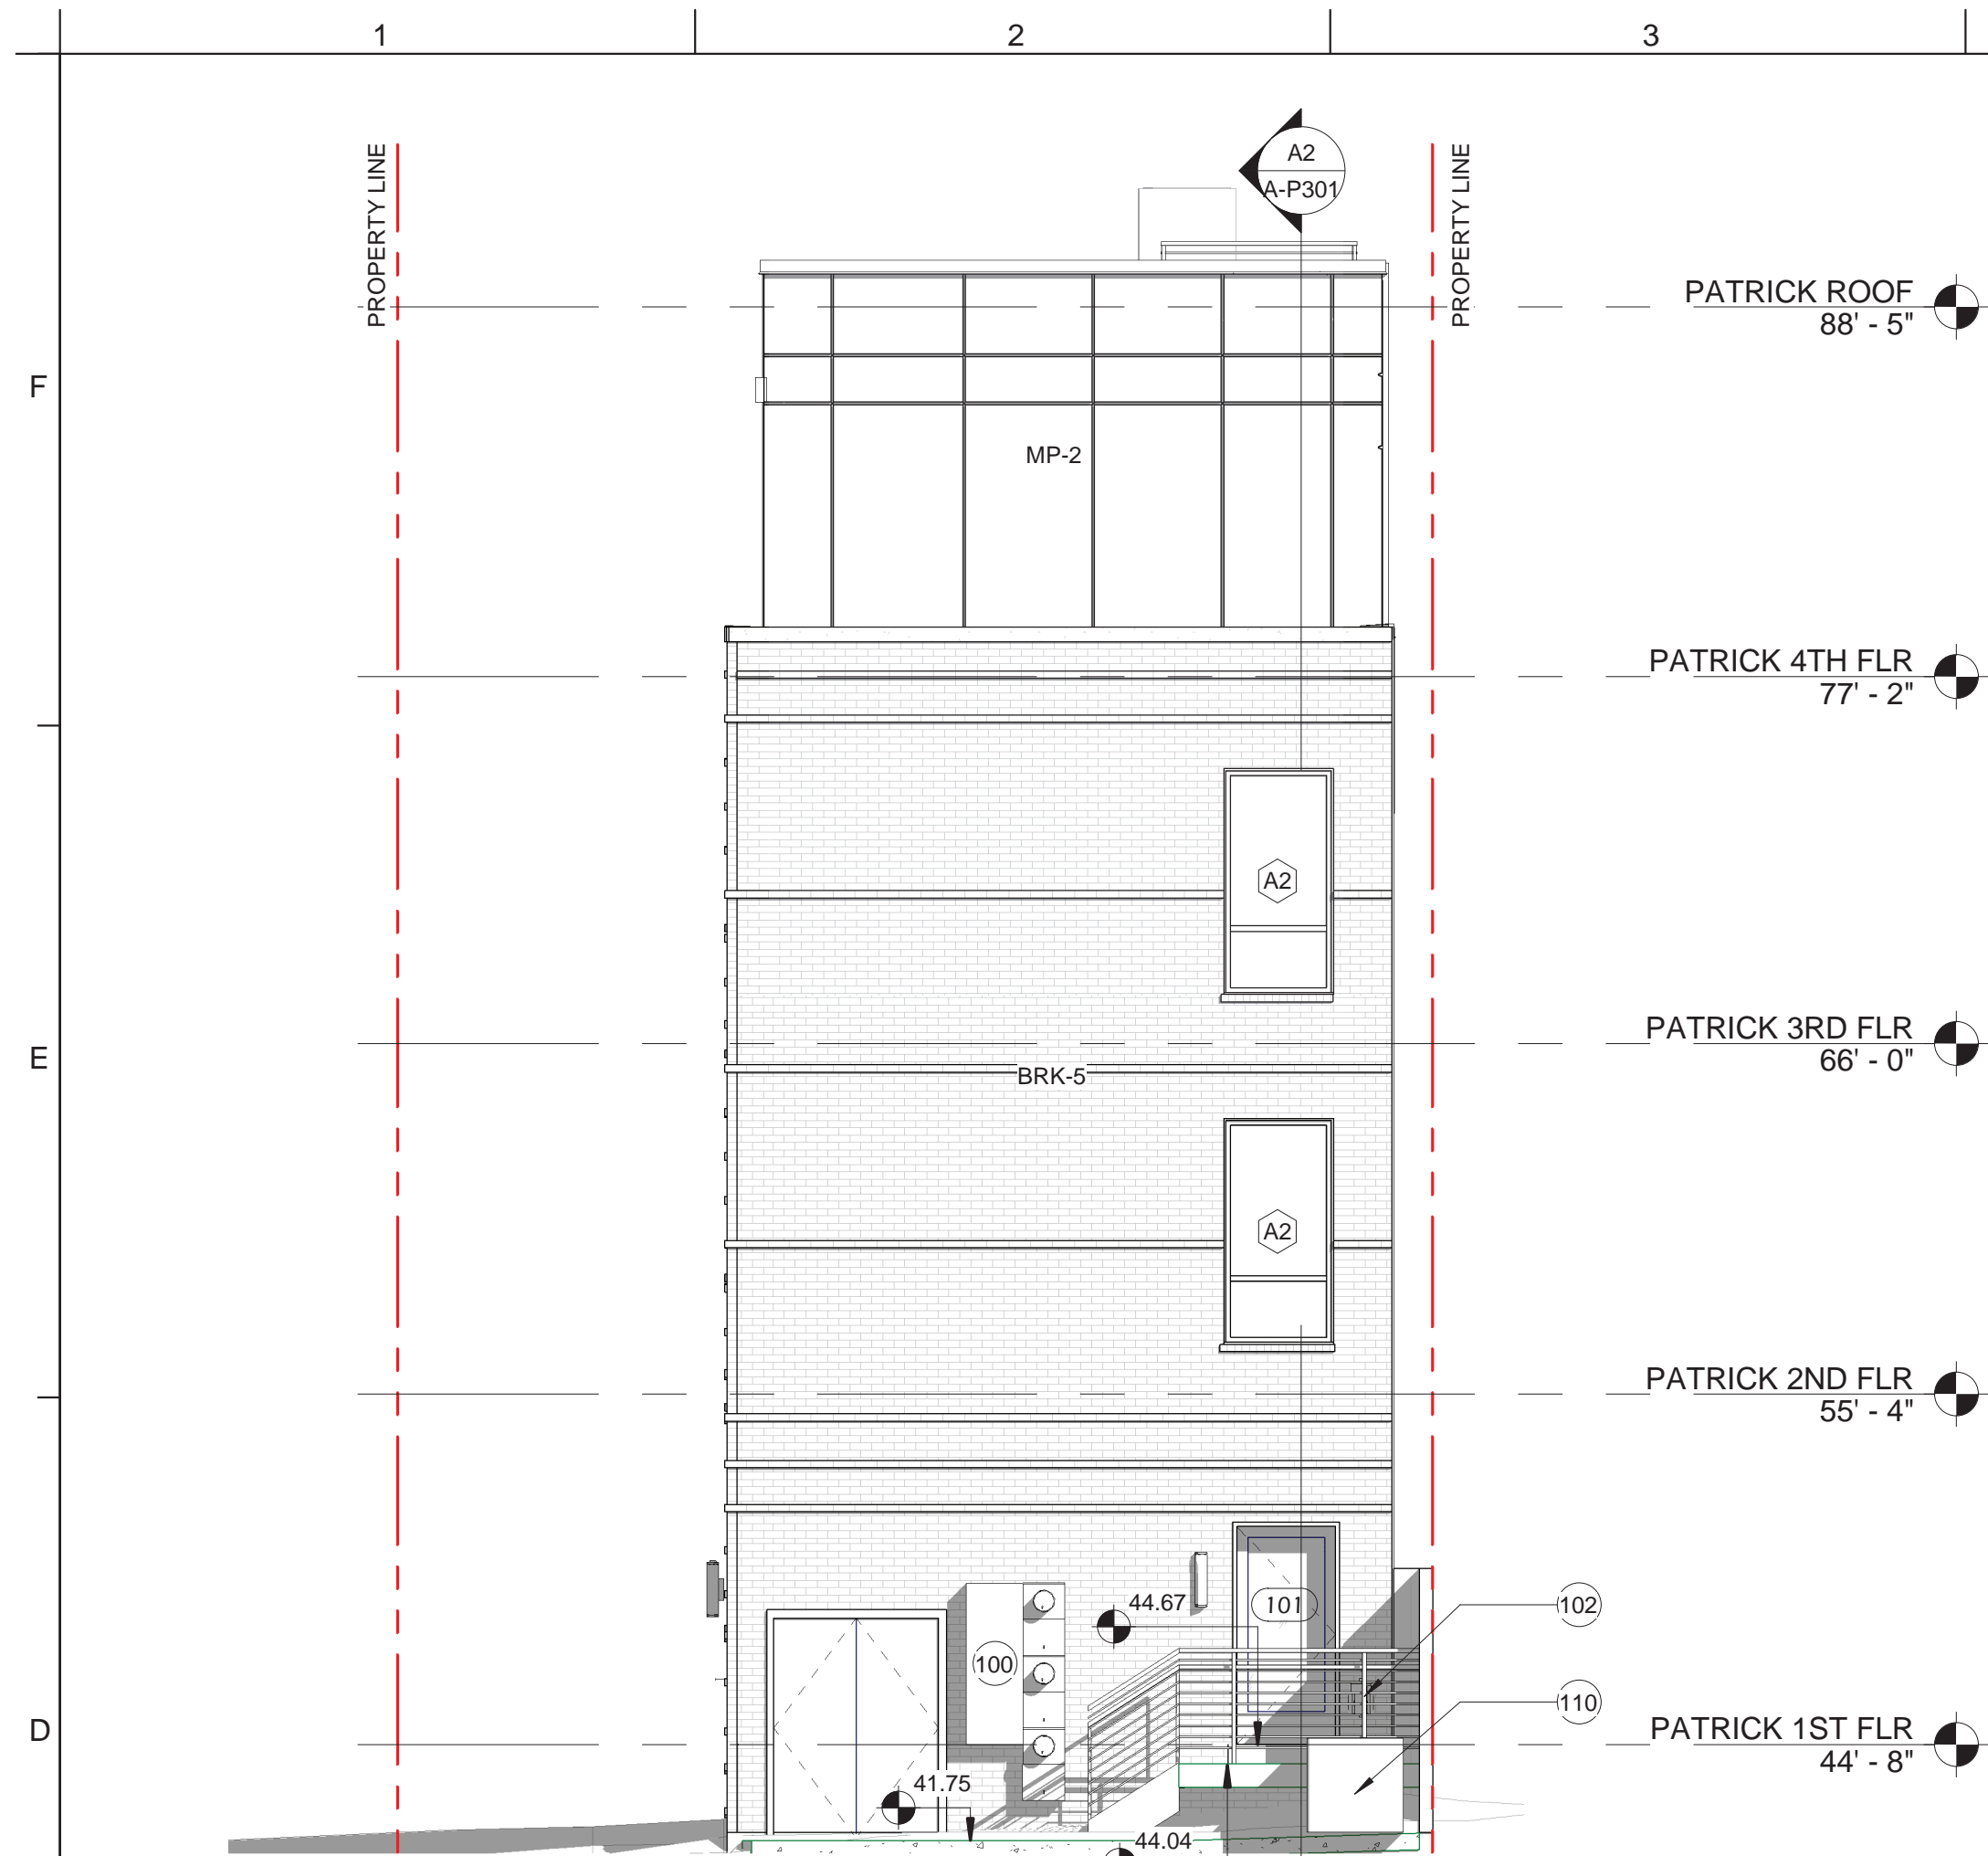 1
2
3
PROPERTY LINE
A2
A-P301
PROPERTY LINE
PATRICK ROOF
88' - 5"
F
MP-2
PATRICK 4TH FLR
77' - 2"
A2
PATRICK 3RD FLR
66' - 0"
E
BRK-5
A2
PATRICK 2ND FLR
55' - 4"
44.67
101
102
100
110
D
PATRICK 1ST FLR
44' - 8"
41.75
44.04